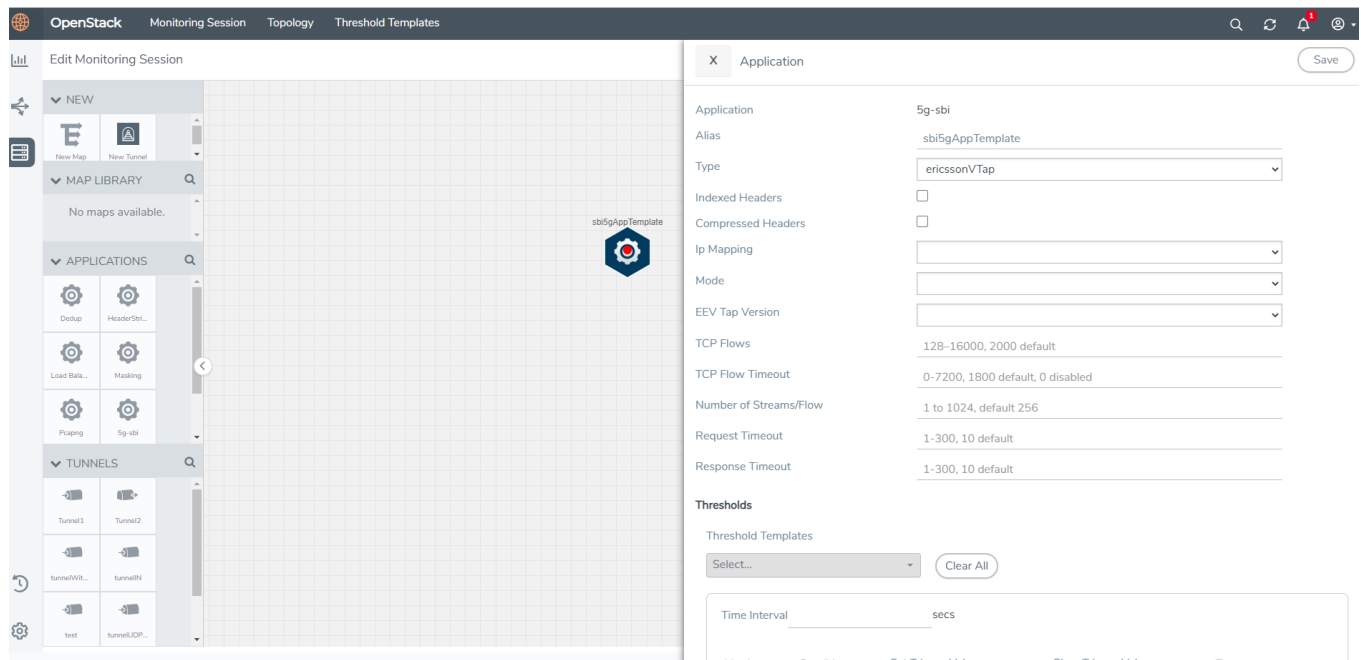 OpenStack Monitoring Session Topology Threshold Templates 1
Edit Monitoring Session
NEW
New Map New Tunnel
MAP LIBRARY
No maps available.
APPLICATIONS
Dedup HeaderStri...
Load Bala... Masking
Pcapng 5g-sbi
TUNNELS
Tunnel1 Tunnel2
tunnelWit... tunnelIN
test tunnelUDP...
sbi5gAppTemplate
X Application Save
Application 5g-sbi
Alias sbi5gAppTemplate
Type ericssonVTap
Indexed Headers
Compressed Headers
Ip Mapping
Mode
EEV Tap Version
TCP Flows 128–16000, 2000 default
TCP Flow Timeout 0-7200, 1800 default, 0 disabled
Number of Streams/Flow 1 to 1024, default 256
Request Timeout 1-300, 10 default
Response Timeout 1-300, 10 default
Thresholds
Threshold Templates
Select... Clear All
Time Interval secs